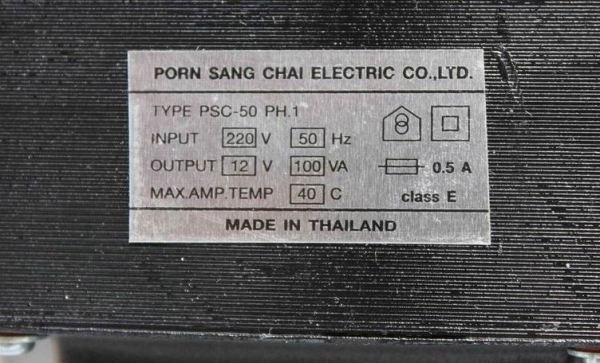 PORN SANG CHAI ELECTRIC CO.,LTD.
TYPE PSC-50 PH.1
INPUT 220 V 50 Hz
OUTPUT 12 V 100 VA 0.5 A
MAX.AMP.TEMP 40 C class E
MADE IN THAILAND